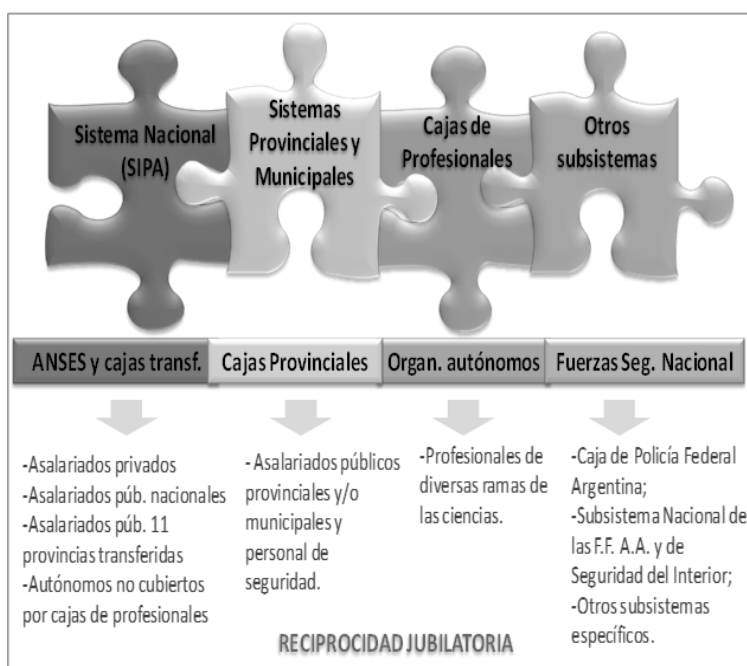 Sistema Nacional
(SIPA)
Sistemas
Provinciales y
Municipales
Cajas de
Profesionales
Otros
subsistemas
ANSES y cajas transf.
Cajas Provinciales
Organ. autónomos
Fuerzas Seg. Nacional
-Asalariados privados
-Asalariados púb. nacionales
-Asalariados púb. 11
provincias transferidas
-Autónomos no cubiertos
por cajas de profesionales
- Asalariados públicos
provinciales y/o
municipales y
personal de
seguridad.
-Profesionales de
diversas ramas de
las ciencias.
-Caja de Policía Federal
Argentina;
-Subsistema Nacional de
las F.F. A.A. y de
Seguridad del Interior;
-Otros subsistemas
específicos.
RECIPROCIDAD JUBILATORIA